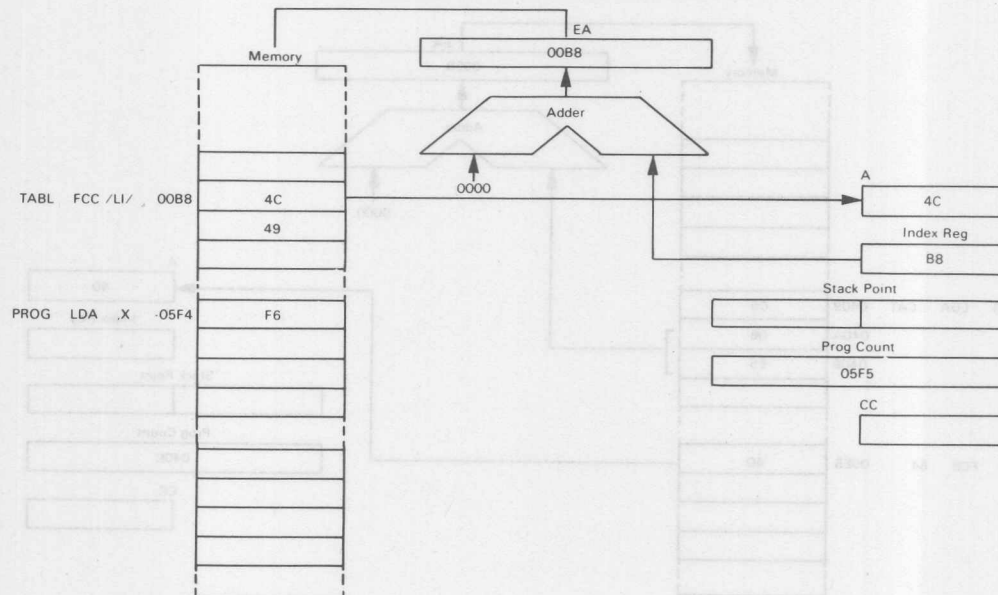 EA
00B8
Memory
Adder
0000
A
TABL FCC /LI/ 00B8 4C
4C
49
Index Reg
B8
Stack Point
PROG LDA ,X 05F4 F6
Prog Count
05F5
CC